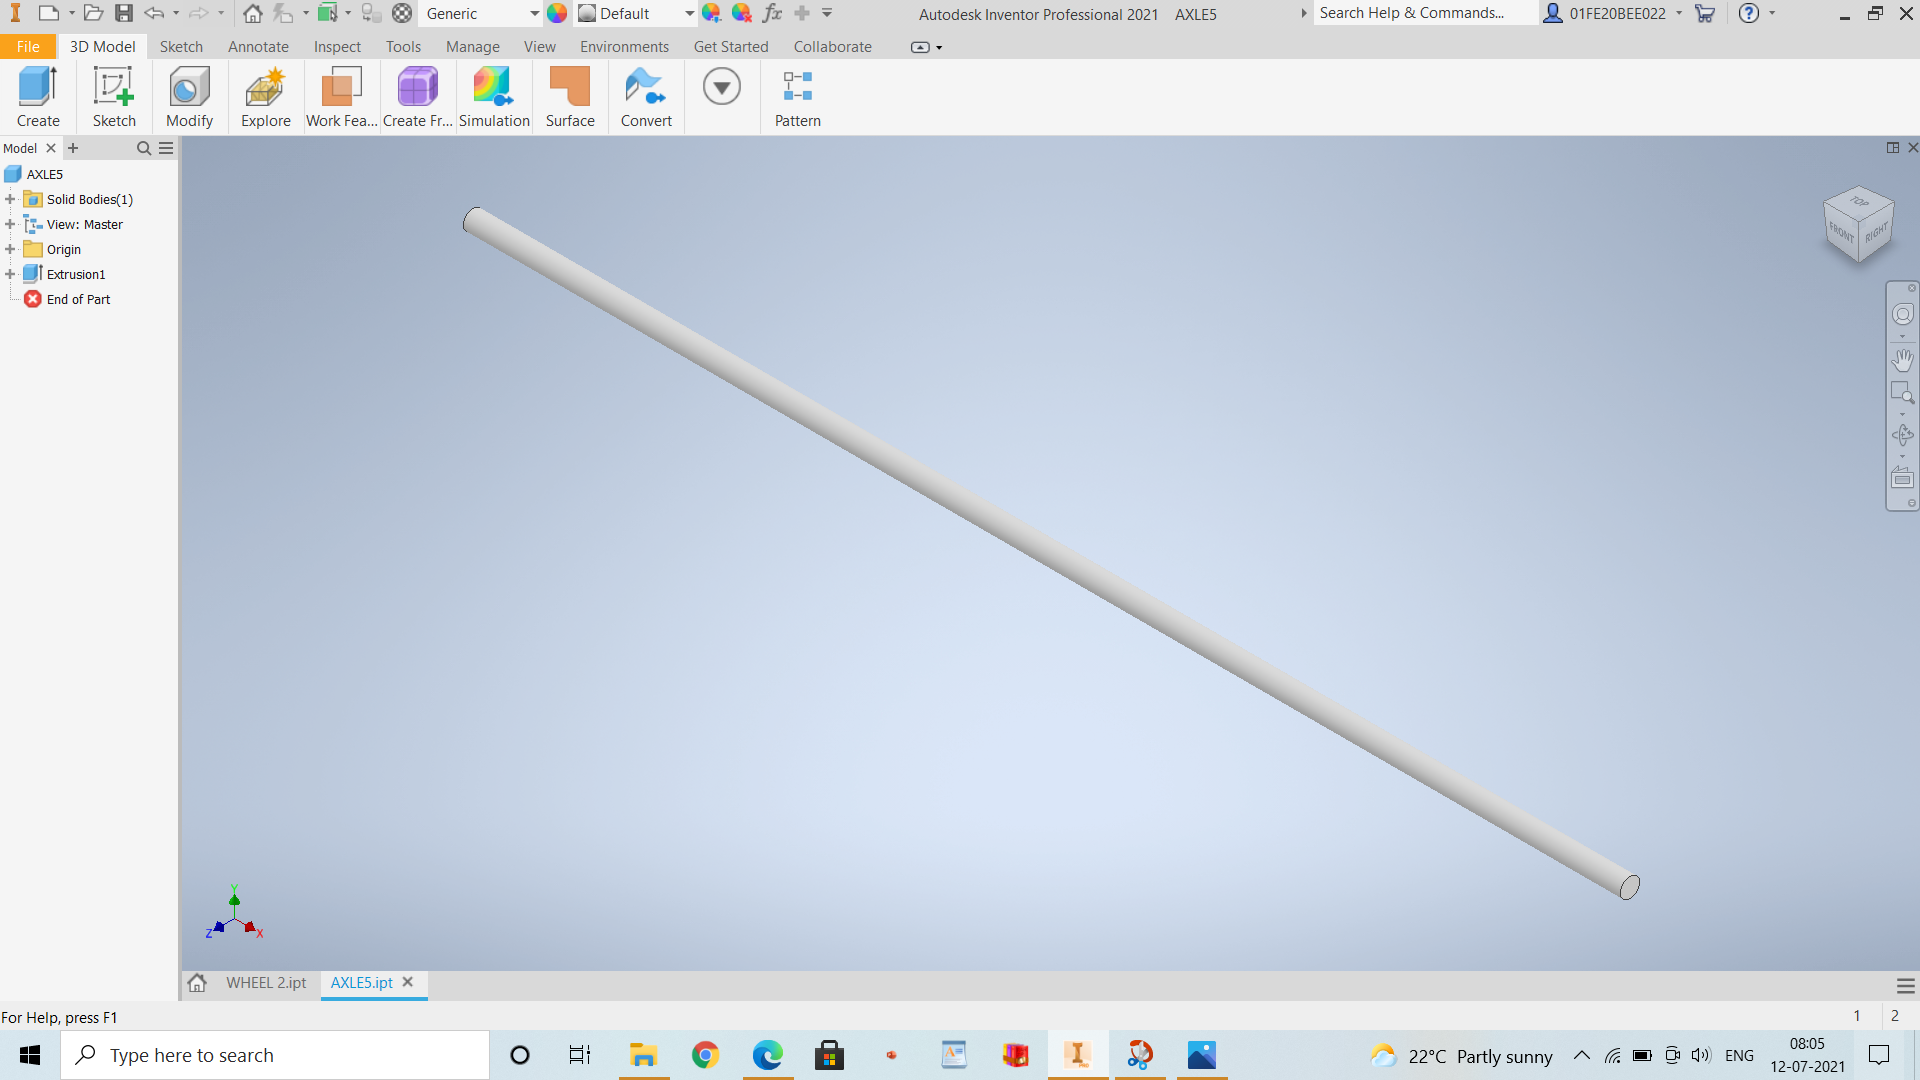 Generic
Default
Autodesk Inventor Professional 2021 AXLE5
Search Help & Commands...
01FE20BEE022
File 3D Model Sketch Annotate Inspect Tools Manage View Environments Get Started Collaborate
Create Sketch Modify Explore Work Fea... Create Fr... Simulation Surface Convert Pattern
Model
AXLE5
Solid Bodies(1)
View: Master
Origin
Extrusion1
End of Part
TOP
FRONT RIGHT
Y
Z X
WHEEL 2.ipt AXLE5.ipt
For Help, press F1
1 2
Type here to search
22°C Partly sunny
ENG
08:05
12-07-2021